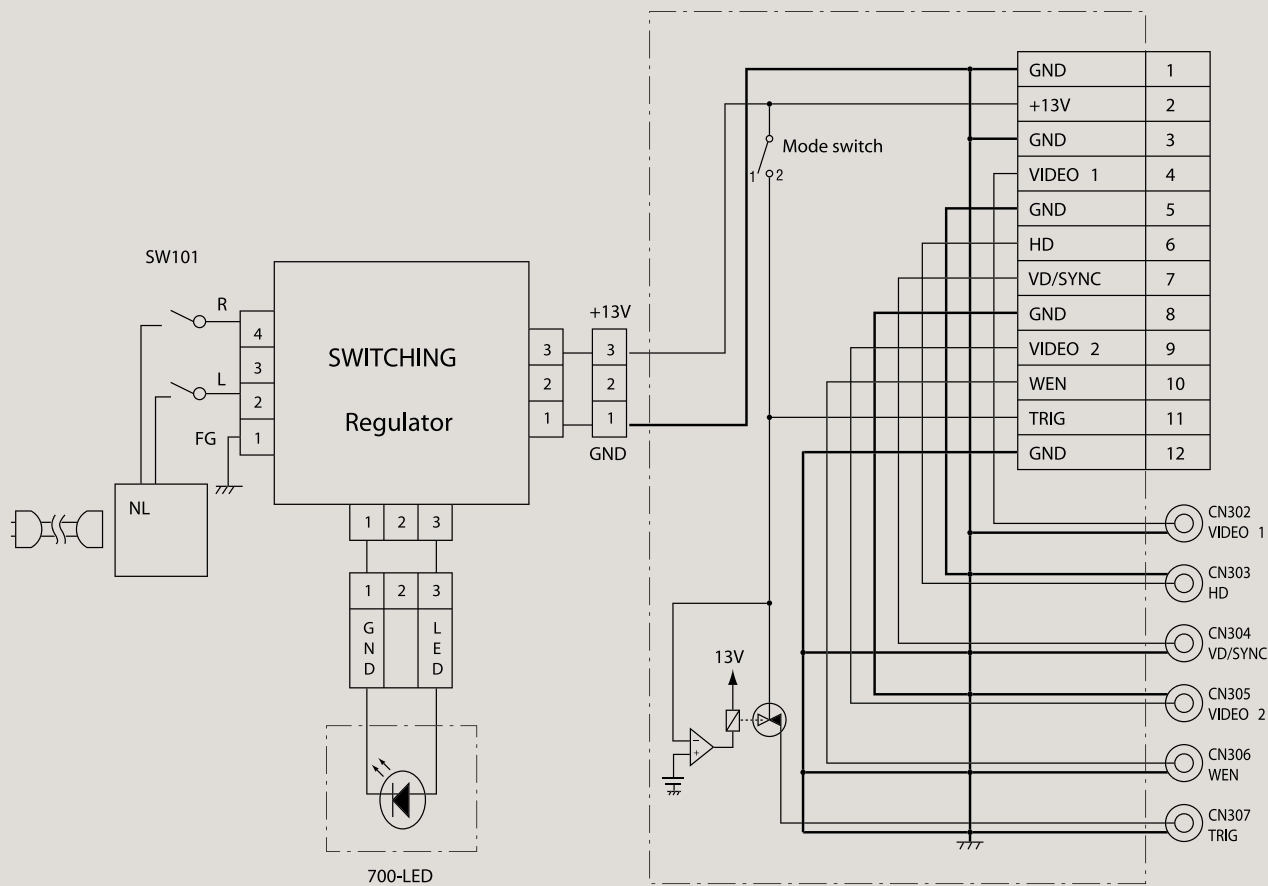 GND 1
+13V 2
GND 3
Mode switch
1 2
VIDEO 1 4
GND 5
HD 6
VD/SYNC 7
GND 8
VIDEO 2 9
WEN 10
TRIG 11
GND 12
SW101
R
L
FG
4
3
2
1
SWITCHING
Regulator
3
2
1
+13V
3
2
1
GND
NL
1 2 3
1 2 3
GND
LED
700-LED
13V
-
+
CN302
VIDEO 1
CN303
HD
CN304
VD/SYNC
CN305
VIDEO 2
CN306
WEN
CN307
TRIG